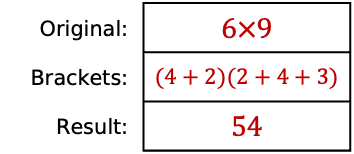 Original: 6×9
Brackets: (4 + 2)(2 + 4 + 3)
Result: 54